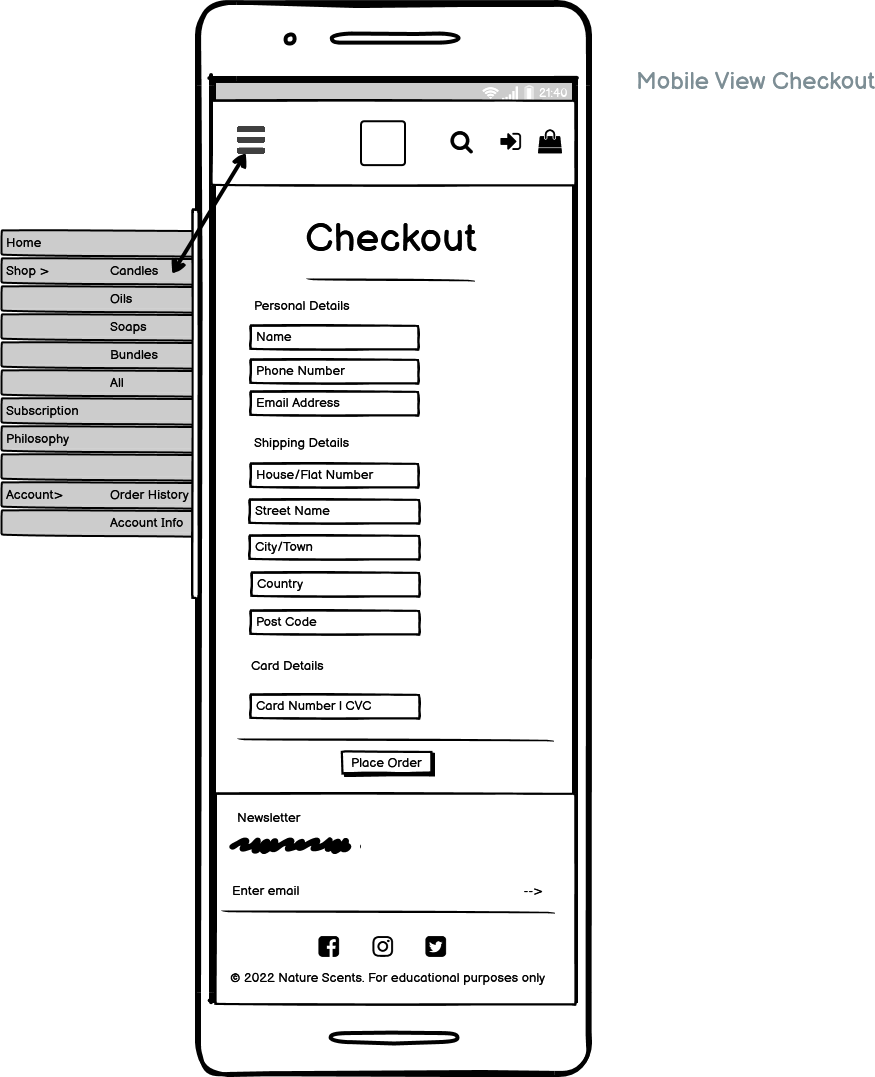 Mobile View Checkout
21:40
Home
Shop > Candles
Oils
Soaps
Bundles
All
Subscription
Philosophy
Account> Order History
Account Info
Checkout
Personal Details
Name
Phone Number
Email Address
Shipping Details
House/Flat Number
Street Name
City/Town
Country
Post Code
Card Details
Card Number | CVC
Place Order
Newsletter
Enter email -->
© 2022 Nature Scents. For educational purposes only